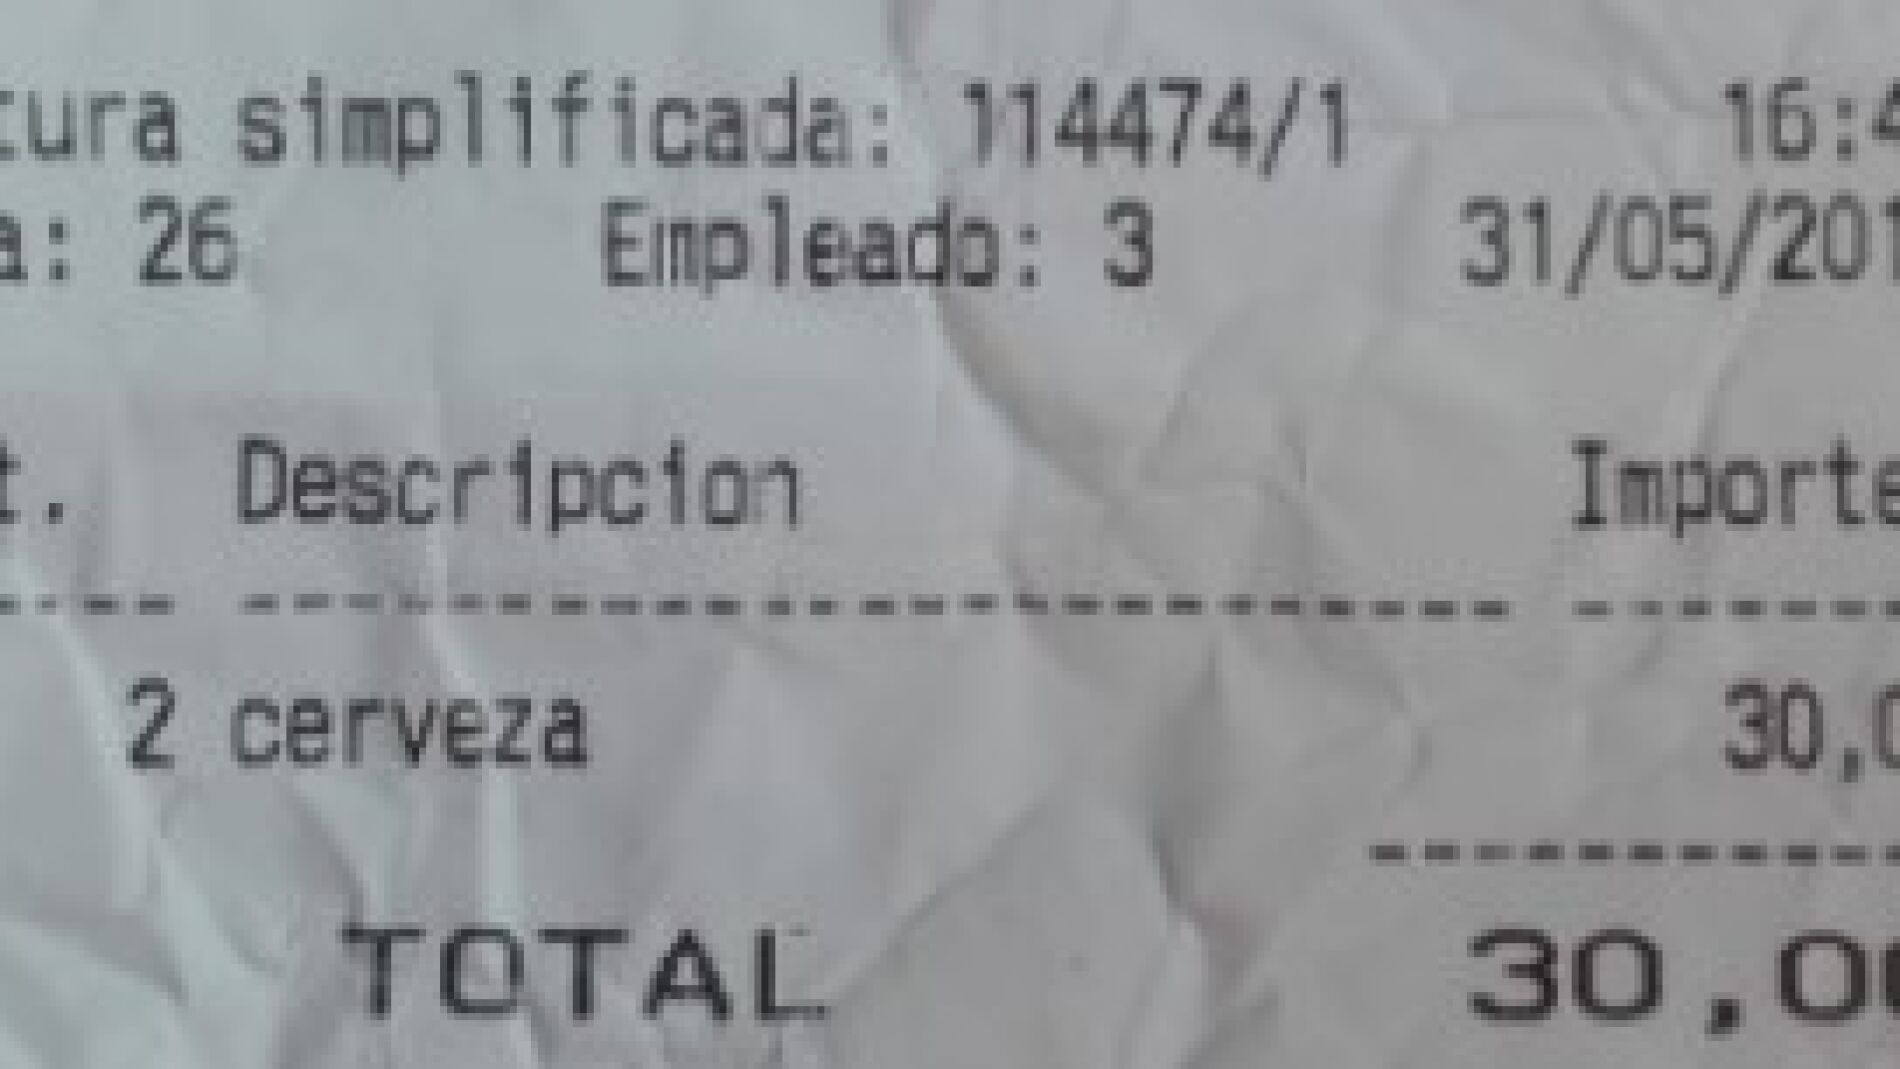 tura simplificada: 114474/1 16:4
a: 26 Empleado: 3 31/05/201
t. Descripcion Importe
2 cerveza 30,0
TOTAL 30,00